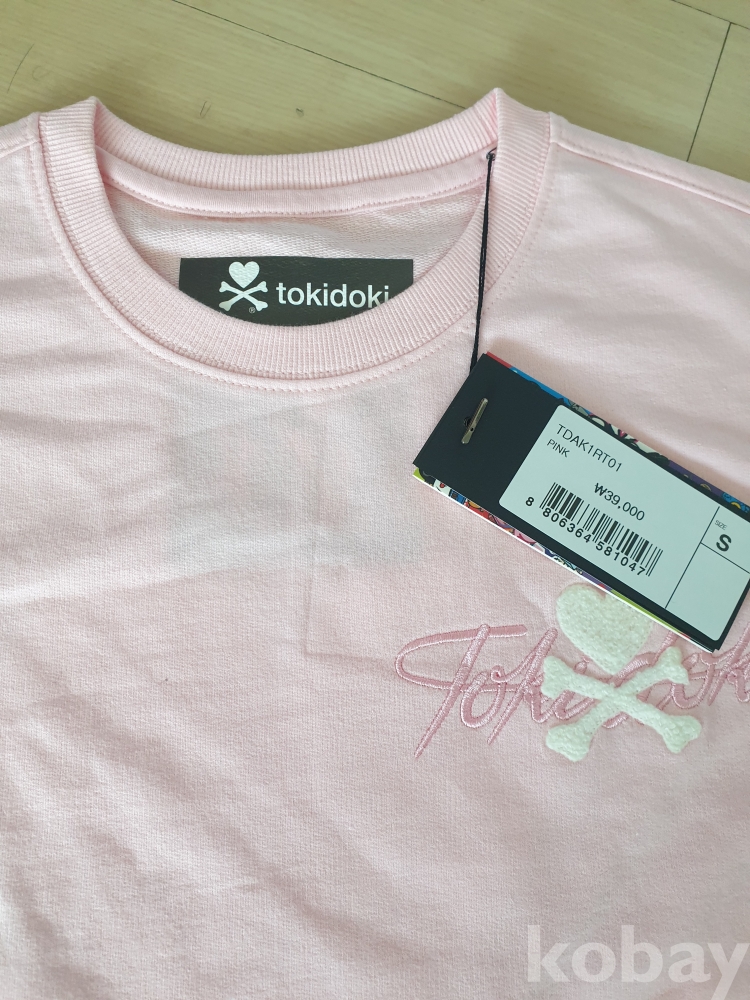 tokidoki
®
TDAK1RT01
PINK
₩39,000
8 806364 581047
SIZE
S
Tokidoki
kobay